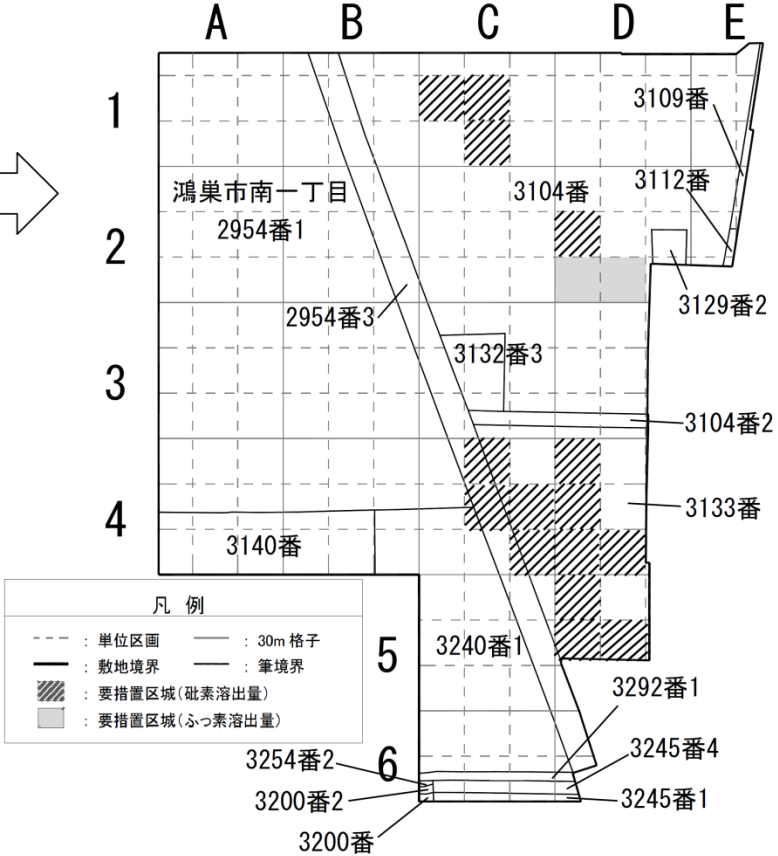 A B C D E
1
3109番
3112番
鴻巣市南一丁目
3104番
2954番1
2
2954番3
3129番2
3132番3
3
3104番2
3133番
4
3140番
凡 例
: 単位区画 : 30m 格子
: 敷地境界 : 筆境界
: 要措置区域(砒素溶出量)
: 要措置区域(ふっ素溶出量)
5
3240番1
3292番1
6
3254番2
3245番4
3200番2
3245番1
3200番